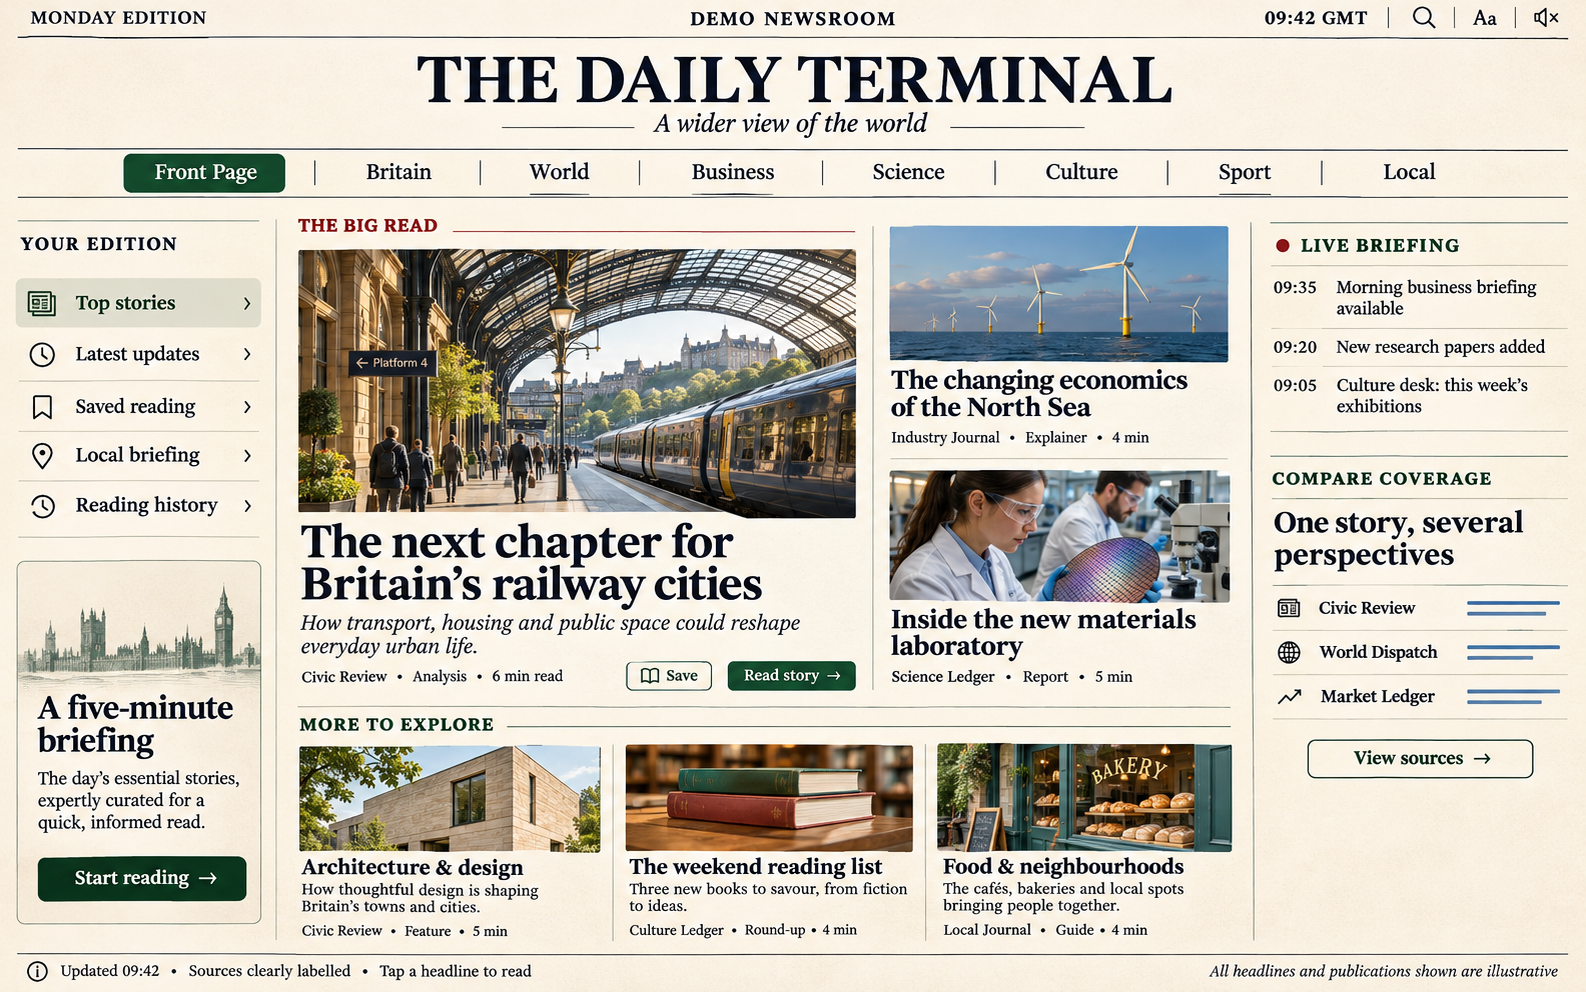 MONDAY EDITION
DEMO NEWSROOM
09:42 GMT
Aa
THE DAILY TERMINAL
A wider view of the world
Front Page
Britain
World
Business
Science
Culture
Sport
Local
YOUR EDITION
Top stories
Latest updates
Saved reading
Local briefing
Reading history
A five-minute
briefing
The day's essential stories,
expertly curated for a
quick, informed read.
Start reading →
THE BIG READ
← Platform 4
The next chapter for
Britain's railway cities
How transport, housing and public space could reshape
everyday urban life.
Civic Review • Analysis • 6 min read
Save
Read story →
The changing economics
of the North Sea
Industry Journal • Explainer • 4 min
Inside the new materials
laboratory
Science Ledger • Report • 5 min
MORE TO EXPLORE
Architecture & design
How thoughtful design is shaping
Britain's towns and cities.
Civic Review • Feature • 5 min
The weekend reading list
Three new books to savour, from fiction
to ideas.
Culture Ledger • Round-up • 4 min
BAKERY
Food & neighbourhoods
The cafés, bakeries and local spots
bringing people together.
Local Journal • Guide • 4 min
LIVE BRIEFING
09:35 Morning business briefing
available
09:20 New research papers added
09:05 Culture desk: this week's
exhibitions
COMPARE COVERAGE
One story, several
perspectives
Civic Review
World Dispatch
Market Ledger
View sources →
Updated 09:42 • Sources clearly labelled • Tap a headline to read
All headlines and publications shown are illustrative